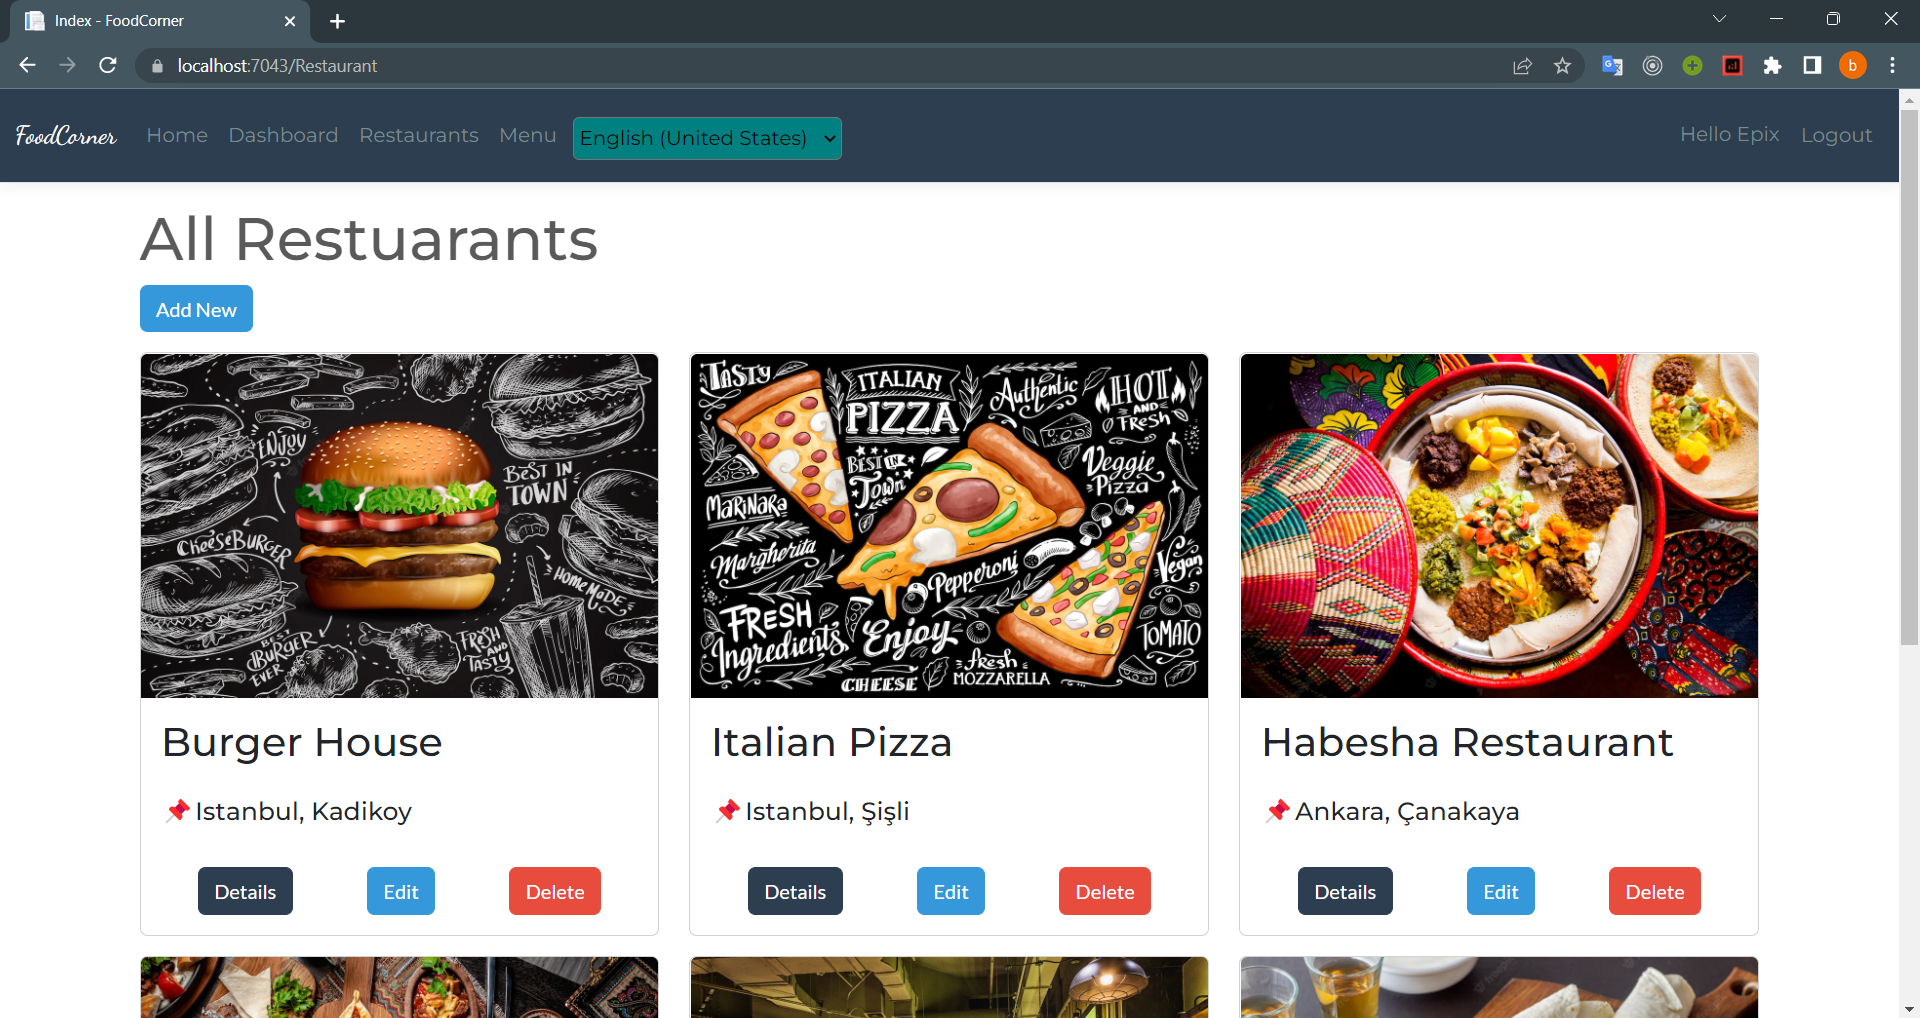 Index - FoodCorner
localhost:7043/Restaurant
b
FoodCorner Home Dashboard Restaurants Menu English (United States) Hello Epix Logout
All Restuarants
Add New
ENJOY
BEST IN TOWN
CHEESEBURGER
HOMEMADE
BEST BURGER EVER
FRESH AND TASTY
TASTY
ITALIAN PIZZA
Authentic
HOT AND FRESH
BEST IN Town
Veggie Pizza
MARINARA
Margherita
Pepperoni
Vegan
FRESH Ingredients
Enjoy
CHEESE
fresh MOZZARELLA
TOMATO
Burger House
Istanbul, Kadikoy
Details Edit Delete
Italian Pizza
Istanbul, Şişli
Details Edit Delete
Habesha Restaurant
Ankara, Çanakaya
Details Edit Delete